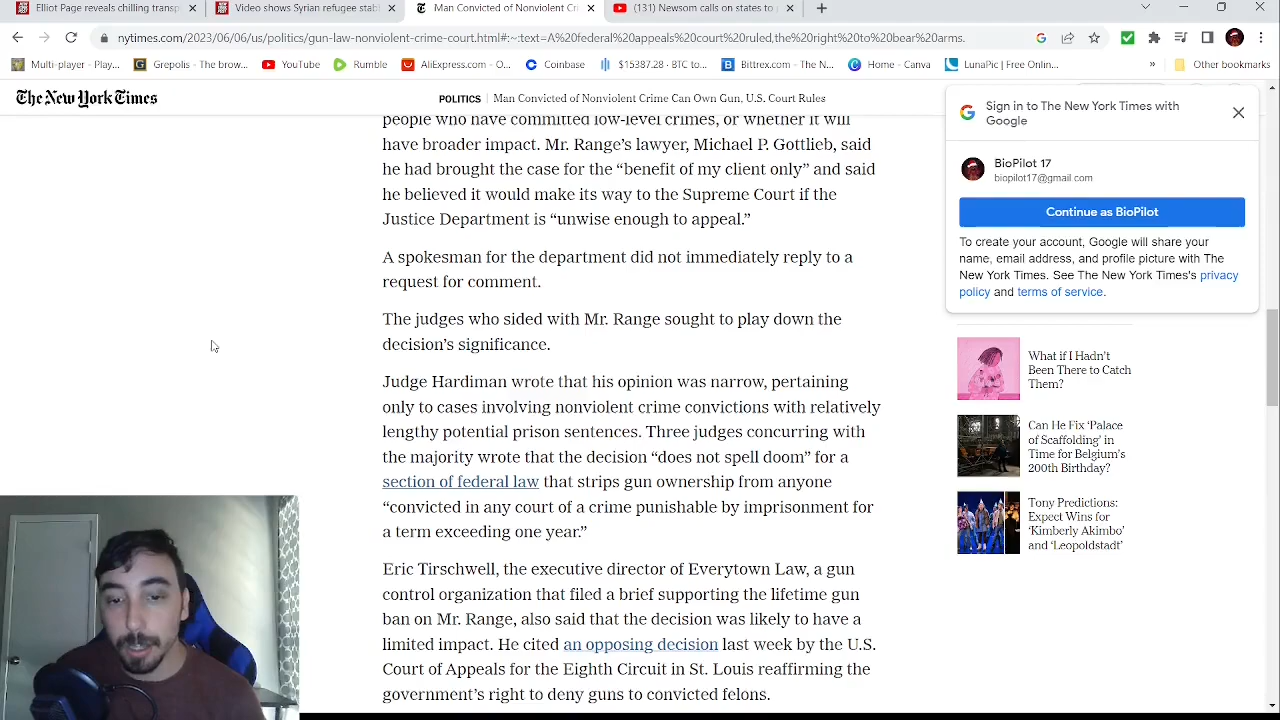 Elliot Page reveals chilling transp
Video shows Syrian refugee stabl
Man Convicted of Nonviolent Cri
(131) Newsom calls on states to
nytimes.com/2023/06/06/us/politics/gun-law-nonviolent-crime-court.html#:~:text=A%20federal%20appeals%20court%20ruled,the%20right%20to%20bear%20arms.
Multi-player - Play...
Grepolis - The brow...
YouTube
Rumble
AliExpress.com - O...
Coinbase
$15387.28 - BTC to...
Bittrex.com - The N...
Home - Canva
LunaPic | Free Onlin...
»
Other bookmarks
The New York Times
POLITICS | Man Convicted of Nonviolent Crime Can Own Gun, U.S. Court Rules
people who have committed low-level crimes, or whether it will
have broader impact. Mr. Range’s lawyer, Michael P. Gottlieb, said
he had brought the case for the “benefit of my client only” and said
he believed it would make its way to the Supreme Court if the
Justice Department is “unwise enough to appeal.”
A spokesman for the department did not immediately reply to a
request for comment.
The judges who sided with Mr. Range sought to play down the
decision’s significance.
Judge Hardiman wrote that his opinion was narrow, pertaining
only to cases involving nonviolent crime convictions with relatively
lengthy potential prison sentences. Three judges concurring with
the majority wrote that the decision “does not spell doom” for a
section of federal law that strips gun ownership from anyone
“convicted in any court of a crime punishable by imprisonment for
a term exceeding one year.”
Eric Tirschwell, the executive director of Everytown Law, a gun
control organization that filed a brief supporting the lifetime gun
ban on Mr. Range, also said that the decision was likely to have a
limited impact. He cited an opposing decision last week by the U.S.
Court of Appeals for the Eighth Circuit in St. Louis reaffirming the
government’s right to deny guns to convicted felons.
Sign in to The New York Times with
Google
BioPilot 17
biopilot17@gmail.com
Continue as BioPilot
To create your account, Google will share your
name, email address, and profile picture with The
New York Times. See The New York Times's privacy
policy and terms of service.
What if I Hadn’t
Been There to Catch
Them?
Can He Fix ‘Palace
of Scaffolding’ in
Time for Belgium’s
200th Birthday?
Tony Predictions:
Expect Wins for
‘Kimberly Akimbo’
and ‘Leopoldstadt’